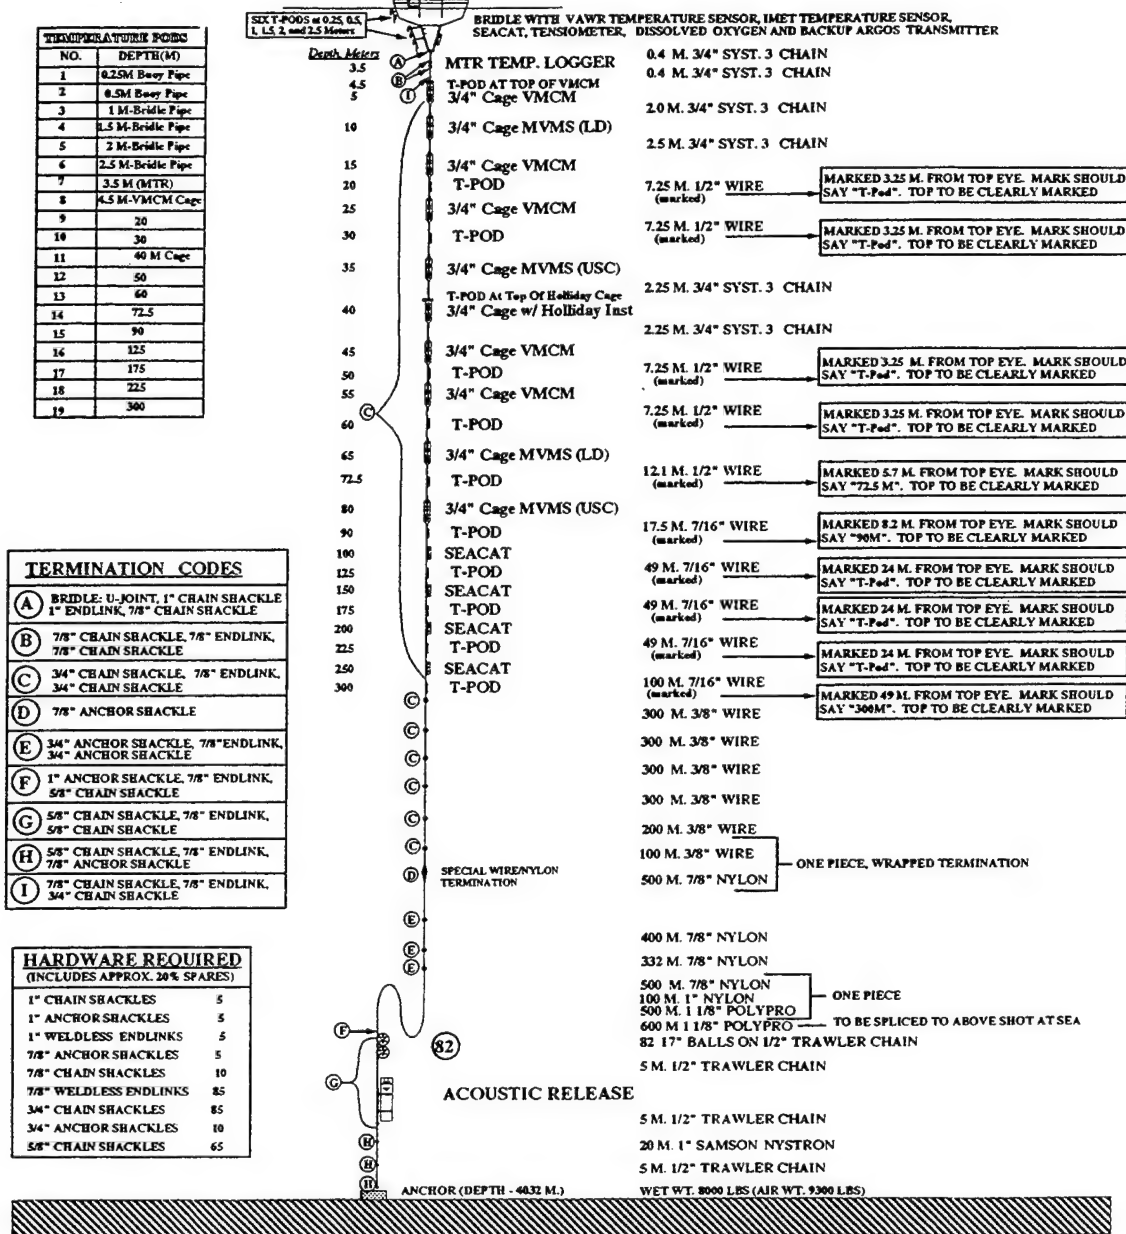 SIX T-PODS at 0.25, 0.5,
1, 1.5, 2, and 2.5 Meters
BRIDLE WITH VAWR TEMPERATURE SENSOR, IMET TEMPERATURE SENSOR,
SEACAT, TENSIOMETER, DISSOLVED OXYGEN AND BACKUP ARGOS TRANSMITTER
TEMPERATURE PODS
NO. DEPTH(M)
1 0.25M Buoy Pipe
2 0.5M Buoy Pipe
3 1 M-Bridle Pipe
4 1.5 M-Bridle Pipe
5 2 M-Bridle Pipe
6 2.5 M-Bridle Pipe
7 3.5 M (MTR)
8 4.5 M-VMCM Cage
9 20
10 30
11 40 M Cage
12 50
13 60
14 72.5
15 90
16 125
17 175
18 225
19 300
Depth, Meters
A
0.4 M. 3/4" SYST. 3 CHAIN
3.5 B MTR TEMP. LOGGER
0.4 M. 3/4" SYST. 3 CHAIN
4.5 I T-POD AT TOP OF VMCM
5 3/4" Cage VMCM
2.0 M. 3/4" SYST. 3 CHAIN
10 3/4" Cage MVMS (LD)
2.5 M. 3/4" SYST. 3 CHAIN
15 3/4" Cage VMCM
20 T-POD 7.25 M. 1/2" WIRE
(marked)
MARKED 3.25 M. FROM TOP EYE. MARK SHOULD
SAY "T-Pod". TOP TO BE CLEARLY MARKED
25 3/4" Cage VMCM
30 T-POD 7.25 M. 1/2" WIRE
(marked)
MARKED 3.25 M. FROM TOP EYE. MARK SHOULD
SAY "T-Pod". TOP TO BE CLEARLY MARKED
35 3/4" Cage MVMS (USC)
2.25 M. 3/4" SYST. 3 CHAIN
T-POD At Top Of Holliday Cage
40 3/4" Cage w/ Holliday Inst
2.25 M. 3/4" SYST. 3 CHAIN
45 3/4" Cage VMCM
50 T-POD 7.25 M. 1/2" WIRE
(marked)
MARKED 3.25 M. FROM TOP EYE. MARK SHOULD
SAY "T-Pod". TOP TO BE CLEARLY MARKED
55 3/4" Cage VMCM
C
60 T-POD 7.25 M. 1/2" WIRE
(marked)
MARKED 3.25 M. FROM TOP EYE. MARK SHOULD
SAY "T-Pod". TOP TO BE CLEARLY MARKED
65 3/4" Cage MVMS (LD)
72.5 T-POD 12.1 M. 1/2" WIRE
(marked)
MARKED 5.7 M. FROM TOP EYE. MARK SHOULD
SAY "72.5 M". TOP TO BE CLEARLY MARKED
80 3/4" Cage MVMS (USC)
90 T-POD 17.5 M. 7/16" WIRE
(marked)
MARKED 8.2 M. FROM TOP EYE. MARK SHOULD
SAY "90M". TOP TO BE CLEARLY MARKED
100 SEACAT
125 T-POD 49 M. 7/16" WIRE
(marked)
MARKED 24 M. FROM TOP EYE. MARK SHOULD
SAY "T-Pod". TOP TO BE CLEARLY MARKED
150 SEACAT
175 T-POD 49 M. 7/16" WIRE
(marked)
MARKED 24 M. FROM TOP EYE. MARK SHOULD
SAY "T-Pod". TOP TO BE CLEARLY MARKED
200 SEACAT
225 T-POD 49 M. 7/16" WIRE
(marked)
MARKED 24 M. FROM TOP EYE. MARK SHOULD
SAY "T-Pod". TOP TO BE CLEARLY MARKED
250 SEACAT
300 T-POD 100 M. 7/16" WIRE
(marked)
MARKED 49 M. FROM TOP EYE. MARK SHOULD
SAY "300M". TOP TO BE CLEARLY MARKED
C
300 M. 3/8" WIRE
C
300 M. 3/8" WIRE
C
300 M. 3/8" WIRE
C
300 M. 3/8" WIRE
C
200 M. 3/8" WIRE
C
100 M. 3/8" WIRE
ONE PIECE, WRAPPED TERMINATION
D SPECIAL WIRE/NYLON
TERMINATION
500 M. 7/8" NYLON
E
400 M. 7/8" NYLON
E
332 M. 7/8" NYLON
E
500 M. 7/8" NYLON
100 M. 1" NYLON
500 M. 1 1/8" POLYPRO
ONE PIECE
600 M 1 1/8" POLYPRO TO BE SPLICED TO ABOVE SHOT AT SEA
F
82
82 17" BALLS ON 1/2" TRAWLER CHAIN
5 M. 1/2" TRAWLER CHAIN
G
ACOUSTIC RELEASE
5 M. 1/2" TRAWLER CHAIN
H
20 M. 1" SAMSON NYSTRON
H
5 M. 1/2" TRAWLER CHAIN
H
ANCHOR (DEPTH - 4032 M.)
WET WT. 8000 LBS (AIR WT. 9300 LBS)
TERMINATION CODES
A BRIDLE: U-JOINT, 1" CHAIN SHACKLE
1" ENDLINK, 7/8" CHAIN SHACKLE
B 7/8" CHAIN SHACKLE, 7/8" ENDLINK,
7/8" CHAIN SHACKLE
C 3/4" CHAIN SHACKLE, 7/8" ENDLINK,
3/4" CHAIN SHACKLE
D 7/8" ANCHOR SHACKLE
E 3/4" ANCHOR SHACKLE, 7/8"ENDLINK,
3/4" ANCHOR SHACKLE
F 1" ANCHOR SHACKLE, 7/8" ENDLINK,
5/8" CHAIN SHACKLE
G 5/8" CHAIN SHACKLE, 7/8" ENDLINK,
5/8" CHAIN SHACKLE
H 5/8" CHAIN SHACKLE, 7/8" ENDLINK,
7/8" ANCHOR SHACKLE
I 7/8" CHAIN SHACKLE, 7/8" ENDLINK,
3/4" CHAIN SHACKLE
HARDWARE REQUIRED
(INCLUDES APPROX. 20% SPARES)
1" CHAIN SHACKLES 5
1" ANCHOR SHACKLES 5
1" WELDLESS ENDLINKS 5
7/8" ANCHOR SHACKLES 5
7/8" CHAIN SHACKLES 10
7/8" WELDLESS ENDLINKS 85
3/4" CHAIN SHACKLES 85
3/4" ANCHOR SHACKLES 10
5/8" CHAIN SHACKLES 65